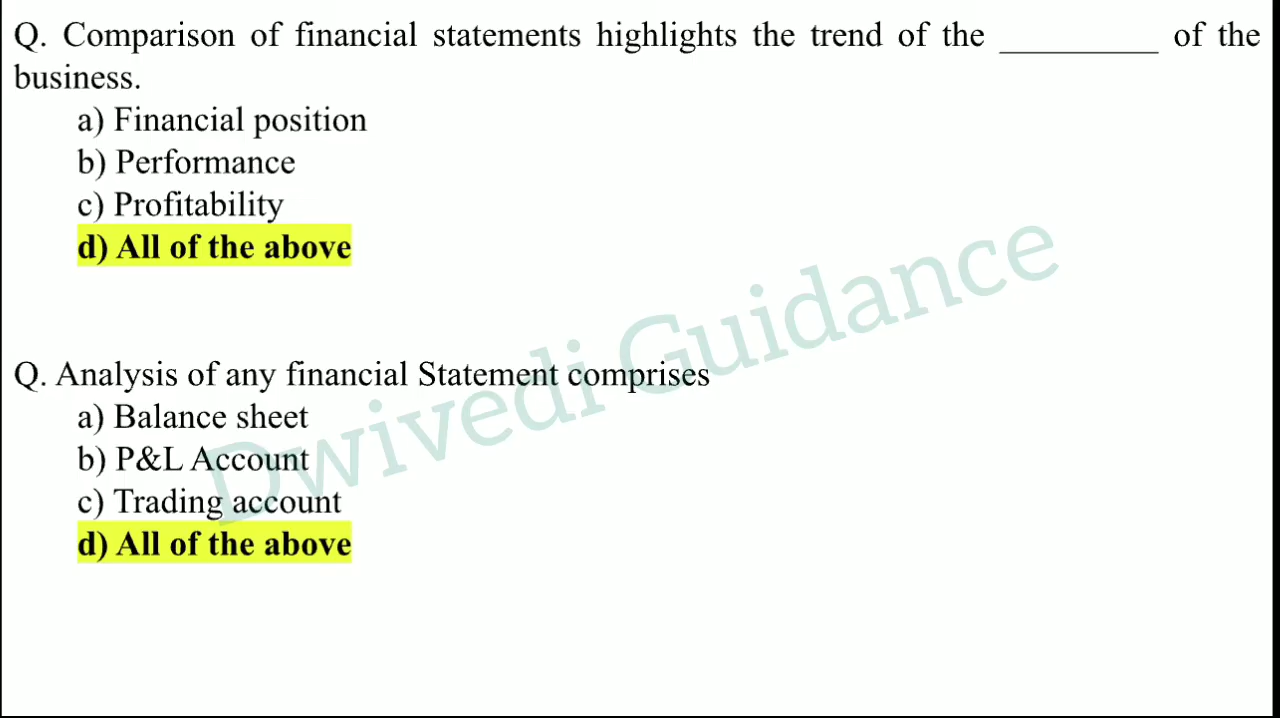 Q. Comparison of financial statements highlights the trend of the _________ of the
business.
a) Financial position
b) Performance
c) Profitability
d) All of the above
Q. Analysis of any financial Statement comprises
a) Balance sheet
b) P&L Account
c) Trading account
d) All of the above
Dwivedi Guidance